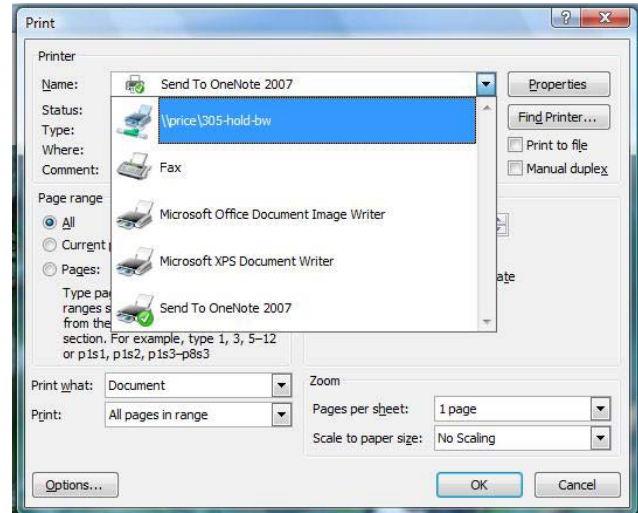 Print
Printer
Name: Send To OneNote 2007 Properties
Status: \\price\305-hold-bw Find Printer...
Type:
Where: Fax Print to file
Comment: Manual duplex
Microsoft Office Document Image Writer
Microsoft XPS Document Writer
Send To OneNote 2007
Page range
All
Current
Pages:
Type
ranges
from the
section. For example, type 1, 3, 5–12
or p1s1, p1s2, p1s3–p8s3
Print what: Document
Print: All pages in range
Zoom
Pages per sheet: 1 page
Scale to paper size: No Scaling
Options... OK Cancel